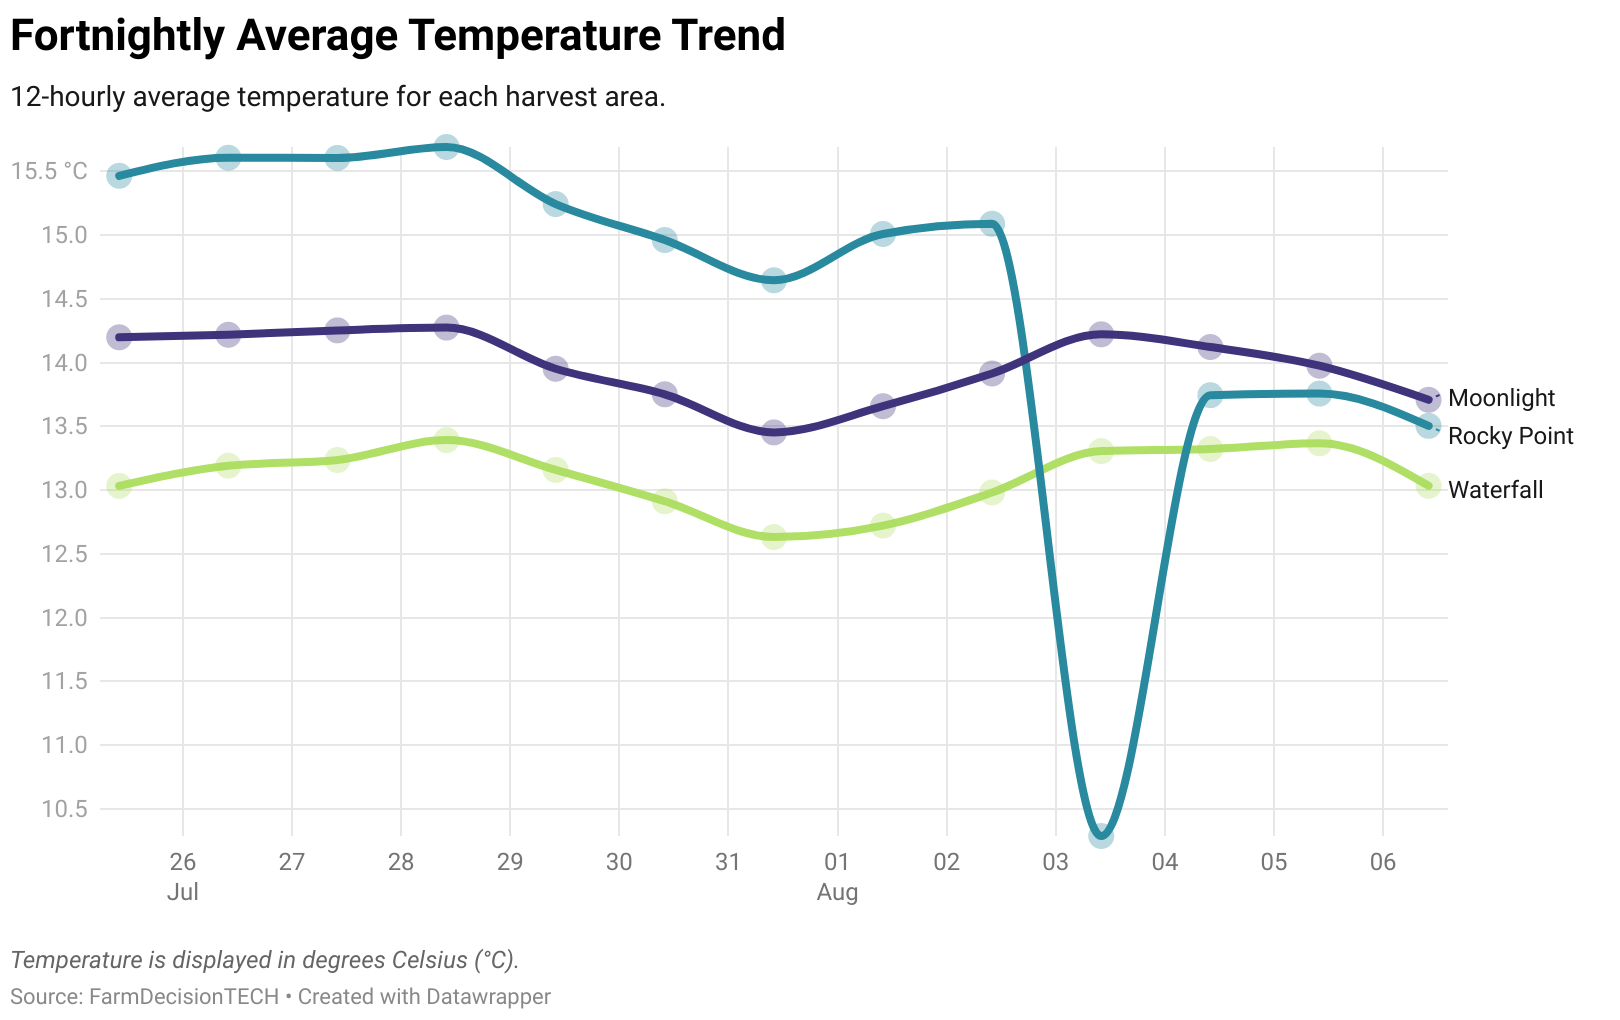 Fortnightly Average Temperature Trend
12-hourly average temperature for each harvest area.
15.5 °C
15.0
14.5
14.0
13.5
13.0
12.5
12.0
11.5
11.0
10.5
Moonlight
Rocky Point
Waterfall
26 27 28 29 30 31 01 02 03 04 05 06
Jul Aug
Temperature is displayed in degrees Celsius (°C).
Source: FarmDecisionTECH • Created with Datawrapper